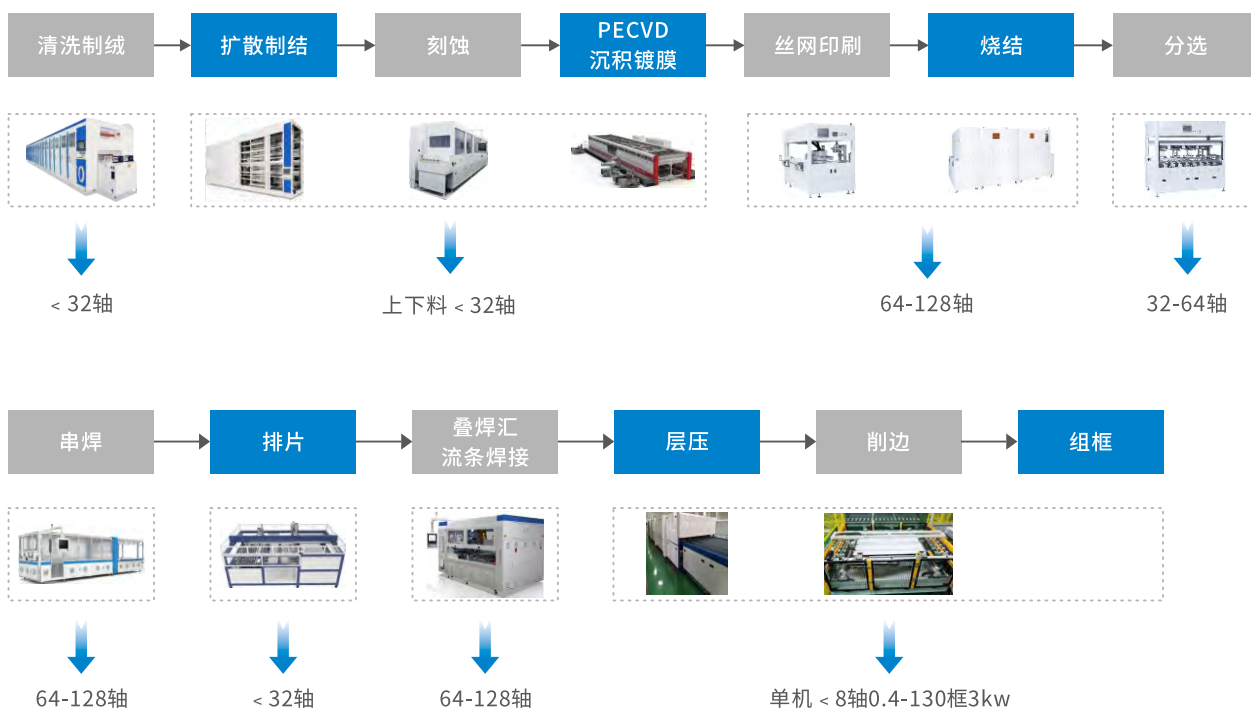 清洗制绒
扩散制结
刻蚀
PECVD
沉积镀膜
丝网印刷
烧结
分选
< 32轴
上下料 < 32轴
64-128轴
32-64轴
串焊
排片
叠焊汇
流条焊接
层压
削边
组框
64-128轴
< 32轴
64-128轴
单机 < 8轴0.4-130框3kw